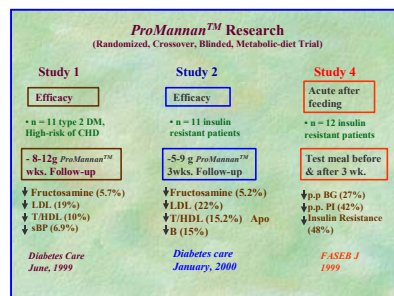 ProMannan™ Research
(Randomized, Crossover, Blinded, Metabolic-diet Trial)
Study 1
Efficacy
• n = 11 type 2 DM,
High-risk of CHD
- 8-12g ProMannan™
wks. Follow-up
↓Fructosamine (5.7%)
↓LDL (19%)
↓T/HDL (10%)
↓sBP (6.9%)
Diabetes Care
June, 1999
Study 2
Efficacy
• n = 11 insulin
resistant patients
-5-9 g ProMannan™
3wks. Follow-up
↓Fructosamine (5.2%)
↓LDL (22%)
↓T/HDL (15.2%) Apo
B (15%)
Diabetes care
January, 2000
Study 4
Acute after
feeding
• n = 12 insulin
resistant patients
Test meal before
& after 3 wk.
↓p.p BG (27%)
↓p.p. PI (42%)
↓Insulin Resistance
(48%)
FASEB J
1999